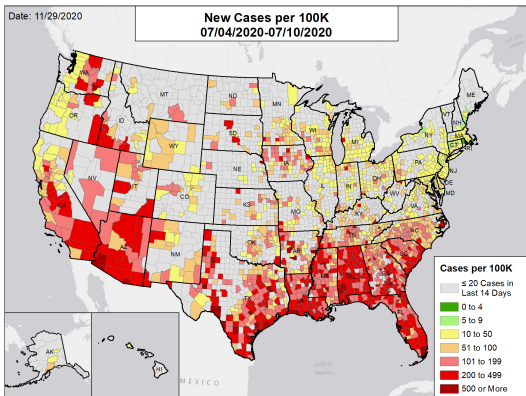 Date: 11/29/2020
New Cases per 100K
07/04/2020-07/10/2020
WA
MT
ND
MN
ME
OR
ID
SD
WI
MI
VT
NH
NY
MA
CT
RI
WY
IA
PA
NJ
NV
UT
NE
IN
OH
DE
MD
CA
CO
KS
MO
WV
VA
KY
AZ
NM
OK
AR
TN
NC
SC
MS
AL
GA
TX
LA
FL
AK
HI
MEXICO
Gulf of
Mexico
Cases per 100K
≤ 20 Cases in
Last 14 Days
0 to 4
5 to 9
10 to 50
51 to 100
101 to 199
200 to 499
500 or More